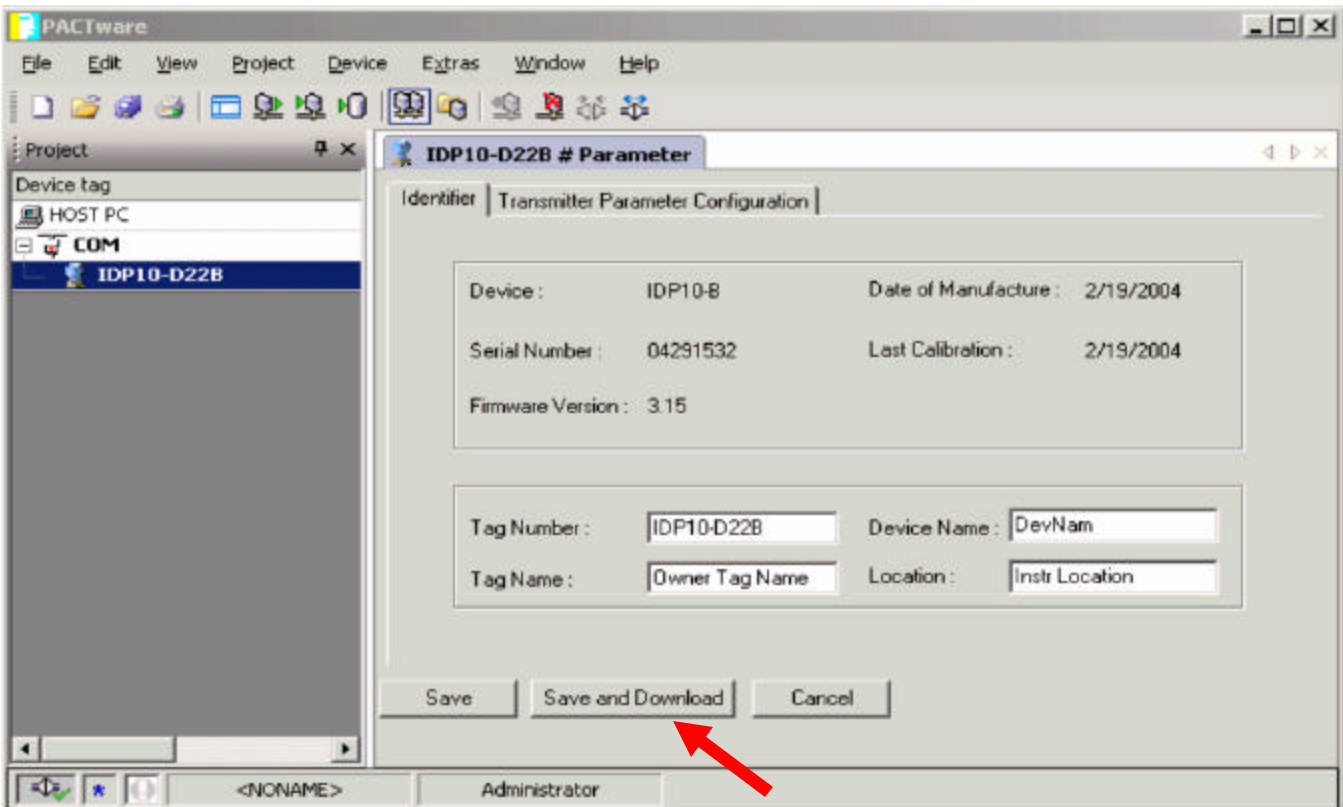 PACTware
File Edit View Project Device Extras Window Help
Project
Device tag
HOST PC
COM
IDP10-D22B
IDP10-D22B # Parameter
Identifier Transmitter Parameter Configuration
Device : IDP10-B Date of Manufacture : 2/19/2004
Serial Number : 04291532 Last Calibration : 2/19/2004
Firmware Version : 3.15
Tag Number : IDP10-D22B Device Name : DevNam
Tag Name : Owner Tag Name Location : Instr Location
Save Save and Download Cancel
<NONAME> Administrator